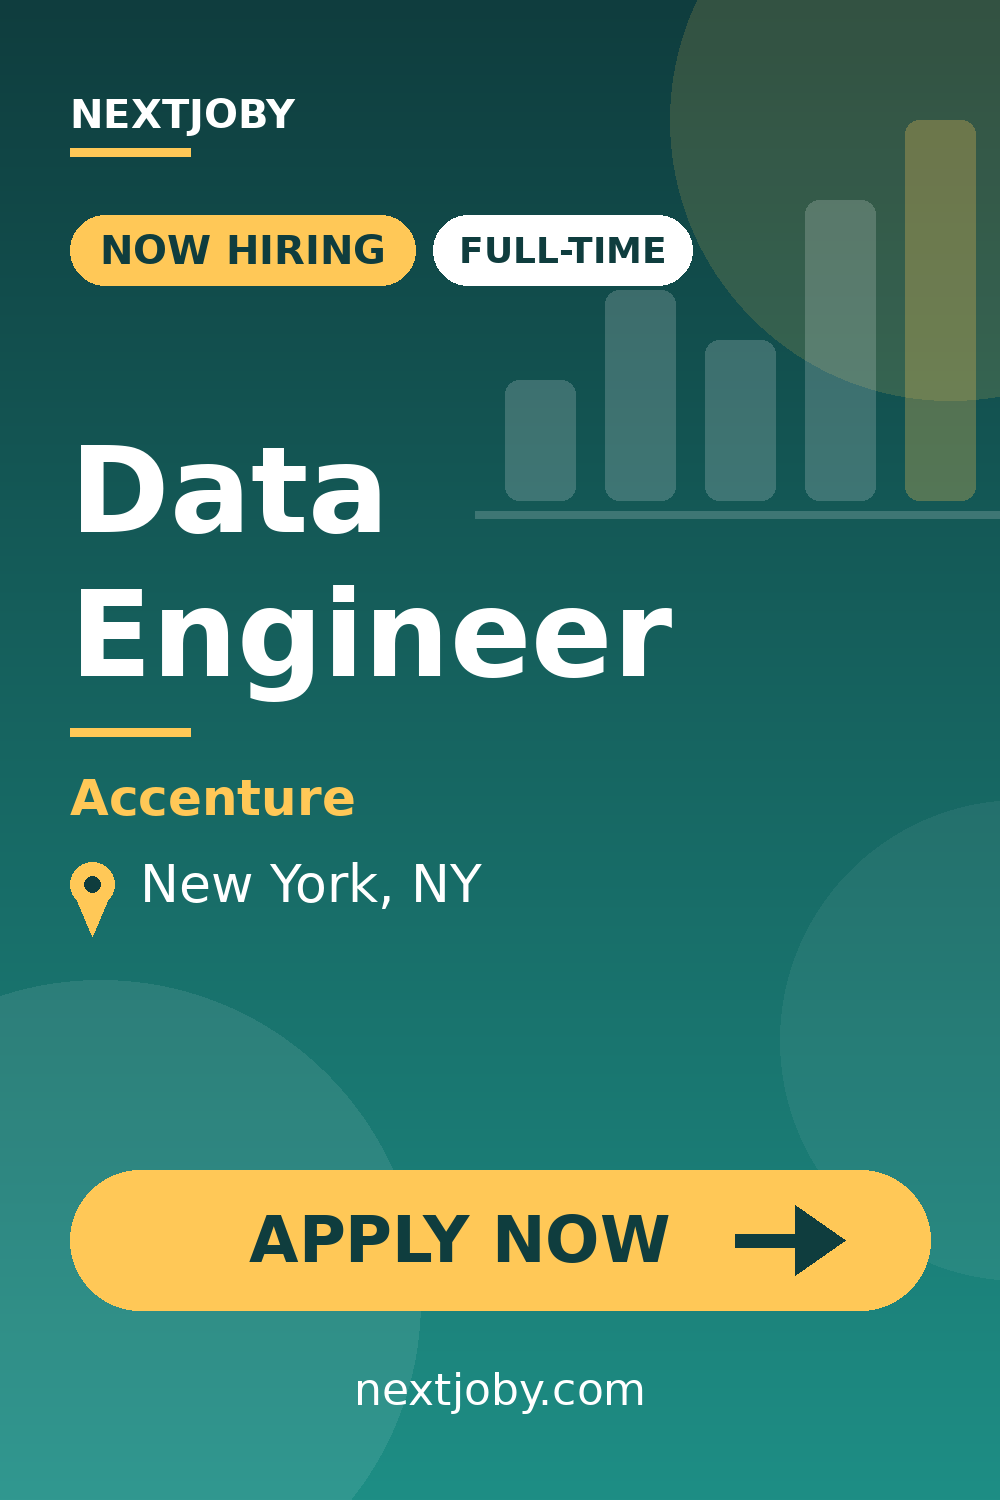 NEXTJOBY
NOW HIRING FULL-TIME
Data
Engineer
Accenture
New York, NY
APPLY NOW
nextjoby.com